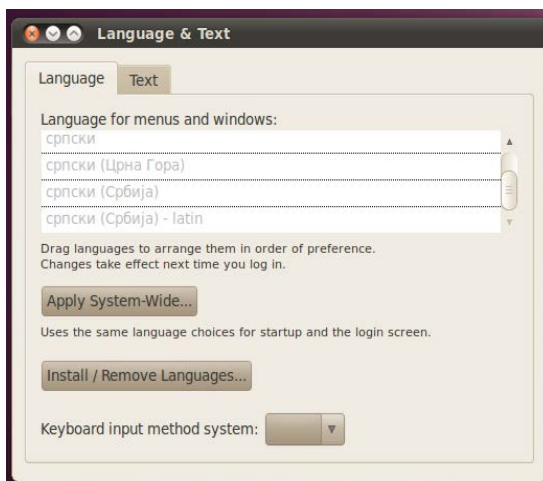 Language & Text
Language Text
Language for menus and windows:
српски
српски (Црна Гора)
српски (Србија)
српски (Србија) - latin
Drag languages to arrange them in order of preference.
Changes take effect next time you log in.
Apply System-Wide...
Uses the same language choices for startup and the login screen.
Install / Remove Languages...
Keyboard input method system: